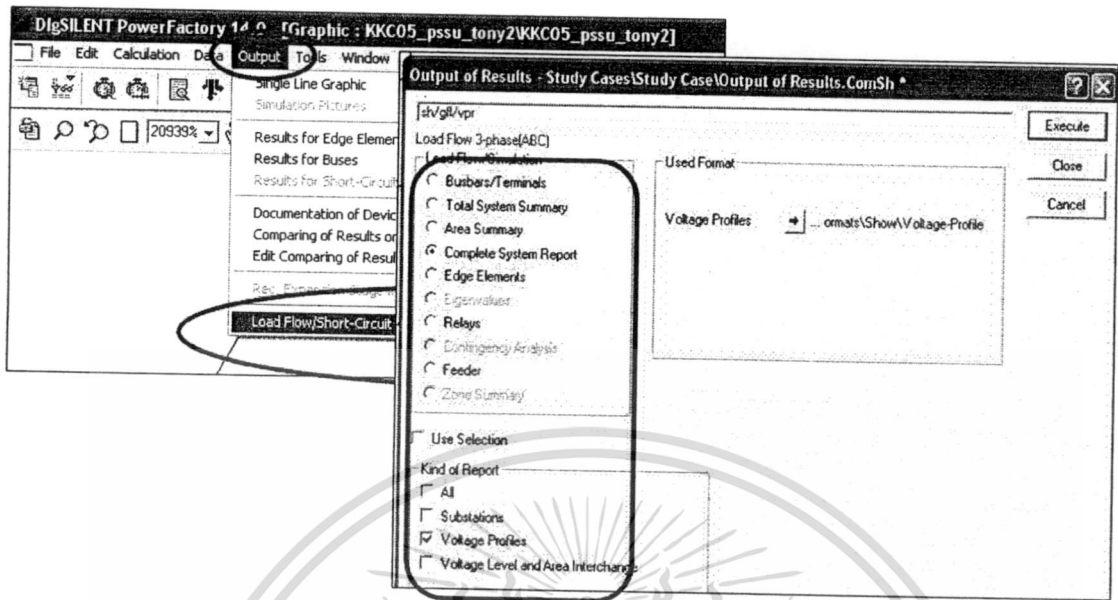 DIgSILENT PowerFactory 14.0 - [Graphic : KKC05_pssu_tony2\KKC05_pssu_tony2]
File Edit Calculation Data Output Tools Window
20939%
Single Line Graphic
Simulation Pictures
Results for Edge Elemen
Results for Buses
Results for Short-Circuit
Documentation of Devic
Comparing of Results on
Edit Comparing of Resul
Load Flow/Short-Circuit
Output of Results - Study Cases\Study Case\Output of Results.ComSh *
Execute
Close
Cancel
Load Flow 3-phase[ABC]
Load Flow/Simulation
Busbars/Terminals
Total System Summary
Area Summary
Complete System Report
Edge Elements
Eigenvalues
Relays
Contingency Analysis
Feeder
Zone Summary
Used Format
Voltage Profiles ... ormats\Show\Voltage-Profile
Use Selection
Kind of Report
All
Substations
Voltage Profiles
Voltage Level and Area Interchange